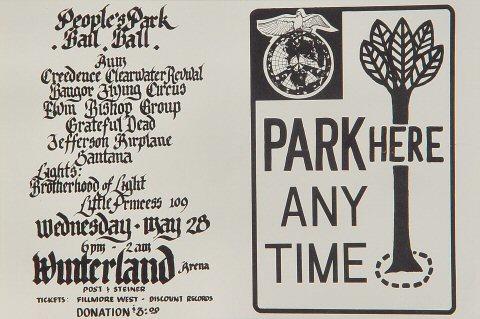 People's Park
. Bail . Ball .
Aum
Creedence Clearwater Revival
Bangor Flying Circus
Elvin Bishop Group
Grateful Dead
Jefferson Airplane
Santana
Lights:
Brotherhood of Light
Little Princess 109
Wednesday · May 28
6pm - 2am
Winterland Arena
POST & STEINER
TICKETS: FILLMORE WEST - DISCOUNT RECORDS
DONATION $5.00
PARK HERE
ANY
TIME